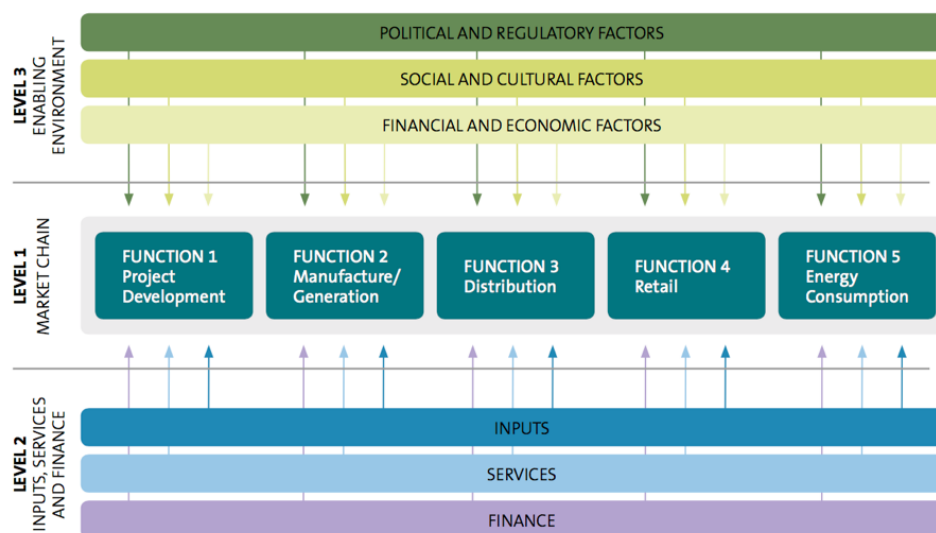 LEVEL 3
ENABLING
ENVIRONMENT
POLITICAL AND REGULATORY FACTORS
SOCIAL AND CULTURAL FACTORS
FINANCIAL AND ECONOMIC FACTORS
LEVEL 1
MARKET CHAIN
FUNCTION 1
Project
Development
FUNCTION 2
Manufacture/
Generation
FUNCTION 3
Distribution
FUNCTION 4
Retail
FUNCTION 5
Energy
Consumption
LEVEL 2
INPUTS, SERVICES
AND FINANCE
INPUTS
SERVICES
FINANCE